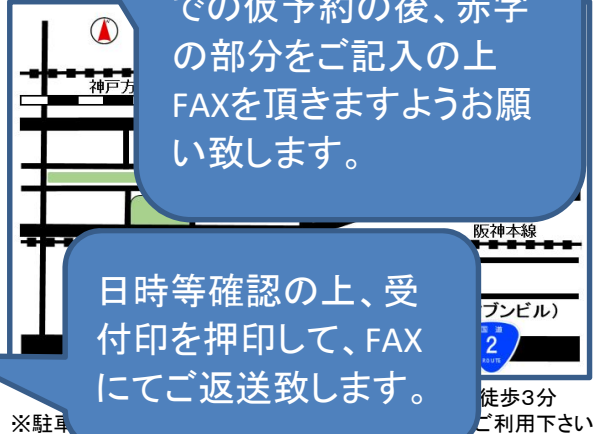 での仮予約の後、赤字
の部分をご記入の上
FAXを頂きますようお願
い致します。
神戸方
阪神本線
日時等確認の上、受
付印を押印して、FAX
にてご返送致します。
ブンビル)
国道
2
ROUTE
徒歩3分
※駐車
ご利用下さい